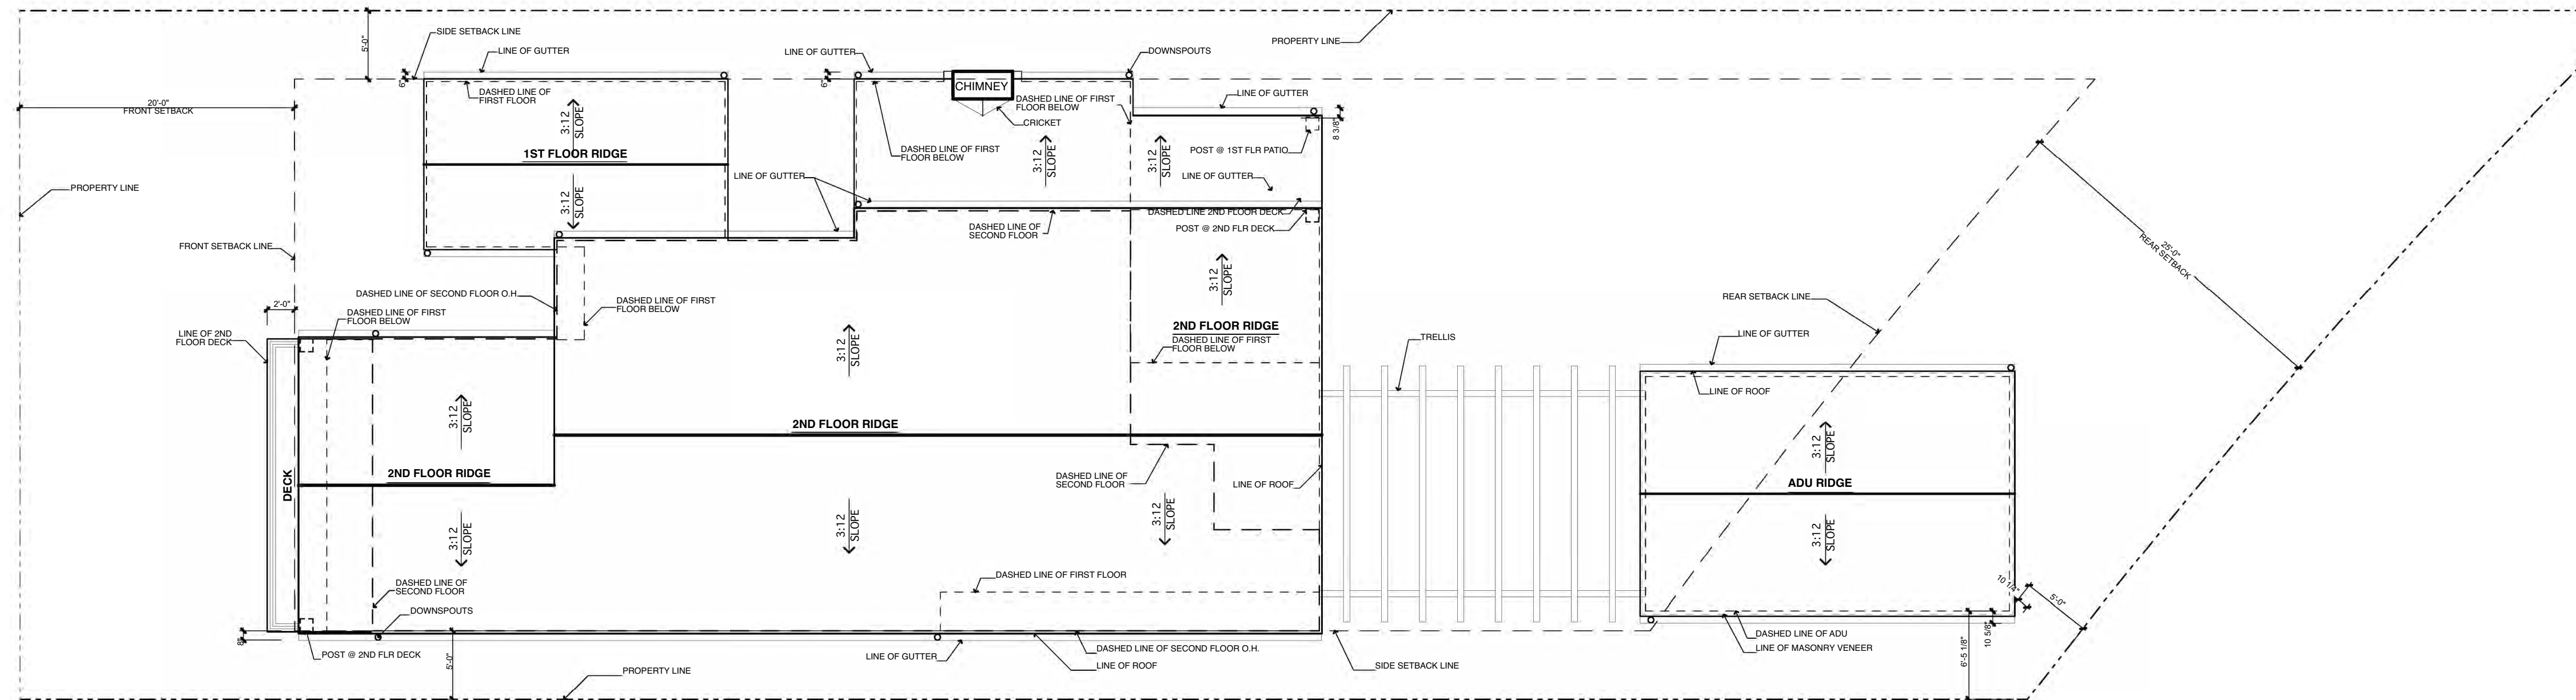 PROPERTY LINE
SIDE SETBACK LINE
LINE OF GUTTER
LINE OF GUTTER
DOWNSPOUTS
5'-0"
6"
6"
CHIMNEY
DASHED LINE OF
FIRST FLOOR
DASHED LINE OF FIRST
FLOOR BELOW
LINE OF GUTTER
20'-0"
FRONT SETBACK
3:12
SLOPE
CRICKET
8 3/8"
1ST FLOOR RIDGE
DASHED LINE OF FIRST
FLOOR BELOW
3:12
SLOPE
3:12
SLOPE
POST @ 1ST FLR PATIO
PROPERTY LINE
3:12
SLOPE
LINE OF GUTTER
LINE OF GUTTER
DASHED LINE 2ND FLOOR DECK
DASHED LINE OF
SECOND FLOOR
POST @ 2ND FLR DECK
FRONT SETBACK LINE
25'-0"
REAR SETBACK
3:12
SLOPE
DASHED LINE OF SECOND FLOOR O.H.
DASHED LINE OF FIRST
FLOOR BELOW
REAR SETBACK LINE
2'-0"
DASHED LINE OF FIRST
FLOOR BELOW
LINE OF 2ND
FLOOR DECK
2ND FLOOR RIDGE
DASHED LINE OF FIRST
FLOOR BELOW
TRELLIS
LINE OF GUTTER
3:12
SLOPE
LINE OF ROOF
3:12
SLOPE
2ND FLOOR RIDGE
3:12
SLOPE
2ND FLOOR RIDGE
DECK
DASHED LINE OF
SECOND FLOOR
LINE OF ROOF
ADU RIDGE
3:12
SLOPE
3:12
SLOPE
3:12
SLOPE
3:12
SLOPE
DASHED LINE OF
SECOND FLOOR
DASHED LINE OF FIRST FLOOR
10 1/4"
5'-0"
DOWNSPOUTS
8"
POST @ 2ND FLR DECK
5'-0"
LINE OF GUTTER
DASHED LINE OF SECOND FLOOR O.H.
LINE OF ROOF
DASHED LINE OF ADU
LINE OF MASONRY VENEER
6'-5 1/8"
10 5/8"
PROPERTY LINE
SIDE SETBACK LINE